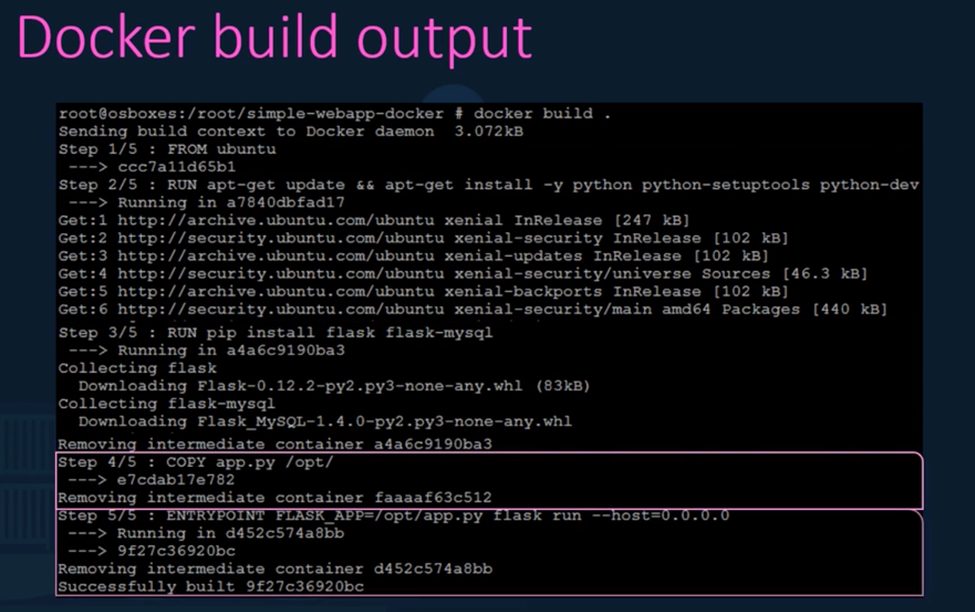 Docker build output
root@osboxes:/root/simple-webapp-docker # docker build .
Sending build context to Docker daemon  3.072kB
Step 1/5 : FROM ubuntu
---> ccc7a11d65b1
Step 2/5 : RUN apt-get update && apt-get install -y python python-setuptools python-dev
---> Running in a7840dbfad17
Get:1 http://archive.ubuntu.com/ubuntu xenial InRelease [247 kB]
Get:2 http://security.ubuntu.com/ubuntu xenial-security InRelease [102 kB]
Get:3 http://archive.ubuntu.com/ubuntu xenial-updates InRelease [102 kB]
Get:4 http://security.ubuntu.com/ubuntu xenial-security/universe Sources [46.3 kB]
Get:5 http://archive.ubuntu.com/ubuntu xenial-backports InRelease [102 kB]
Get:6 http://security.ubuntu.com/ubuntu xenial-security/main amd64 Packages [440 kB]
Step 3/5 : RUN pip install flask flask-mysql
---> Running in a4a6c9190ba3
Collecting flask
Downloading Flask-0.12.2-py2.py3-none-any.whl (83kB)
Collecting flask-mysql
Downloading Flask_MySQL-1.4.0-py2.py3-none-any.whl
Removing intermediate container a4a6c9190ba3
Step 4/5 : COPY app.py /opt/
---> e7cdab17e782
Removing intermediate container faaaaf63c512
Step 5/5 : ENTRYPOINT FLASK_APP=/opt/app.py flask run --host=0.0.0.0
---> Running in d452c574a8bb
---> 9f27c36920bc
Removing intermediate container d452c574a8bb
Successfully built 9f27c36920bc